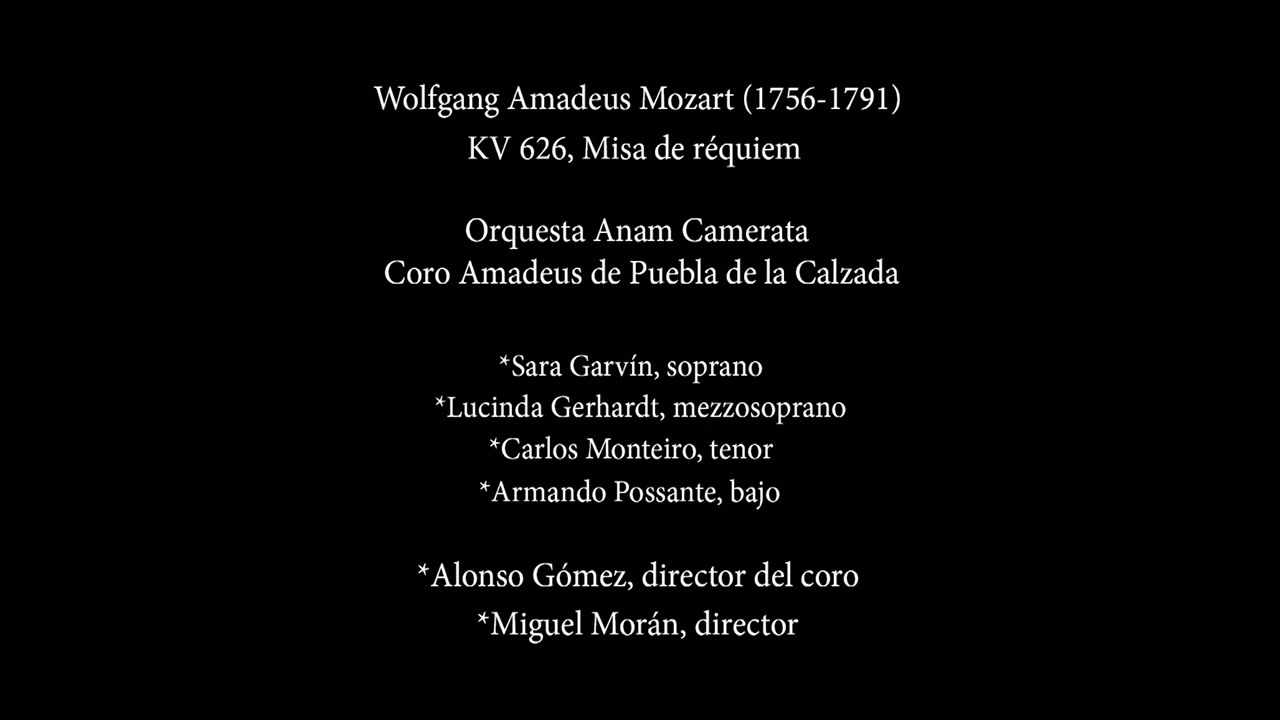 Wolfgang Amadeus Mozart (1756-1791)
KV 626, Misa de réquiem
Orquesta Anam Camerata
Coro Amadeus de Puebla de la Calzada
*Sara Garvín, soprano
*Lucinda Gerhardt, mezzosoprano
*Carlos Monteiro, tenor
*Armando Possante, bajo
*Alonso Gómez, director del coro
*Miguel Morán, director